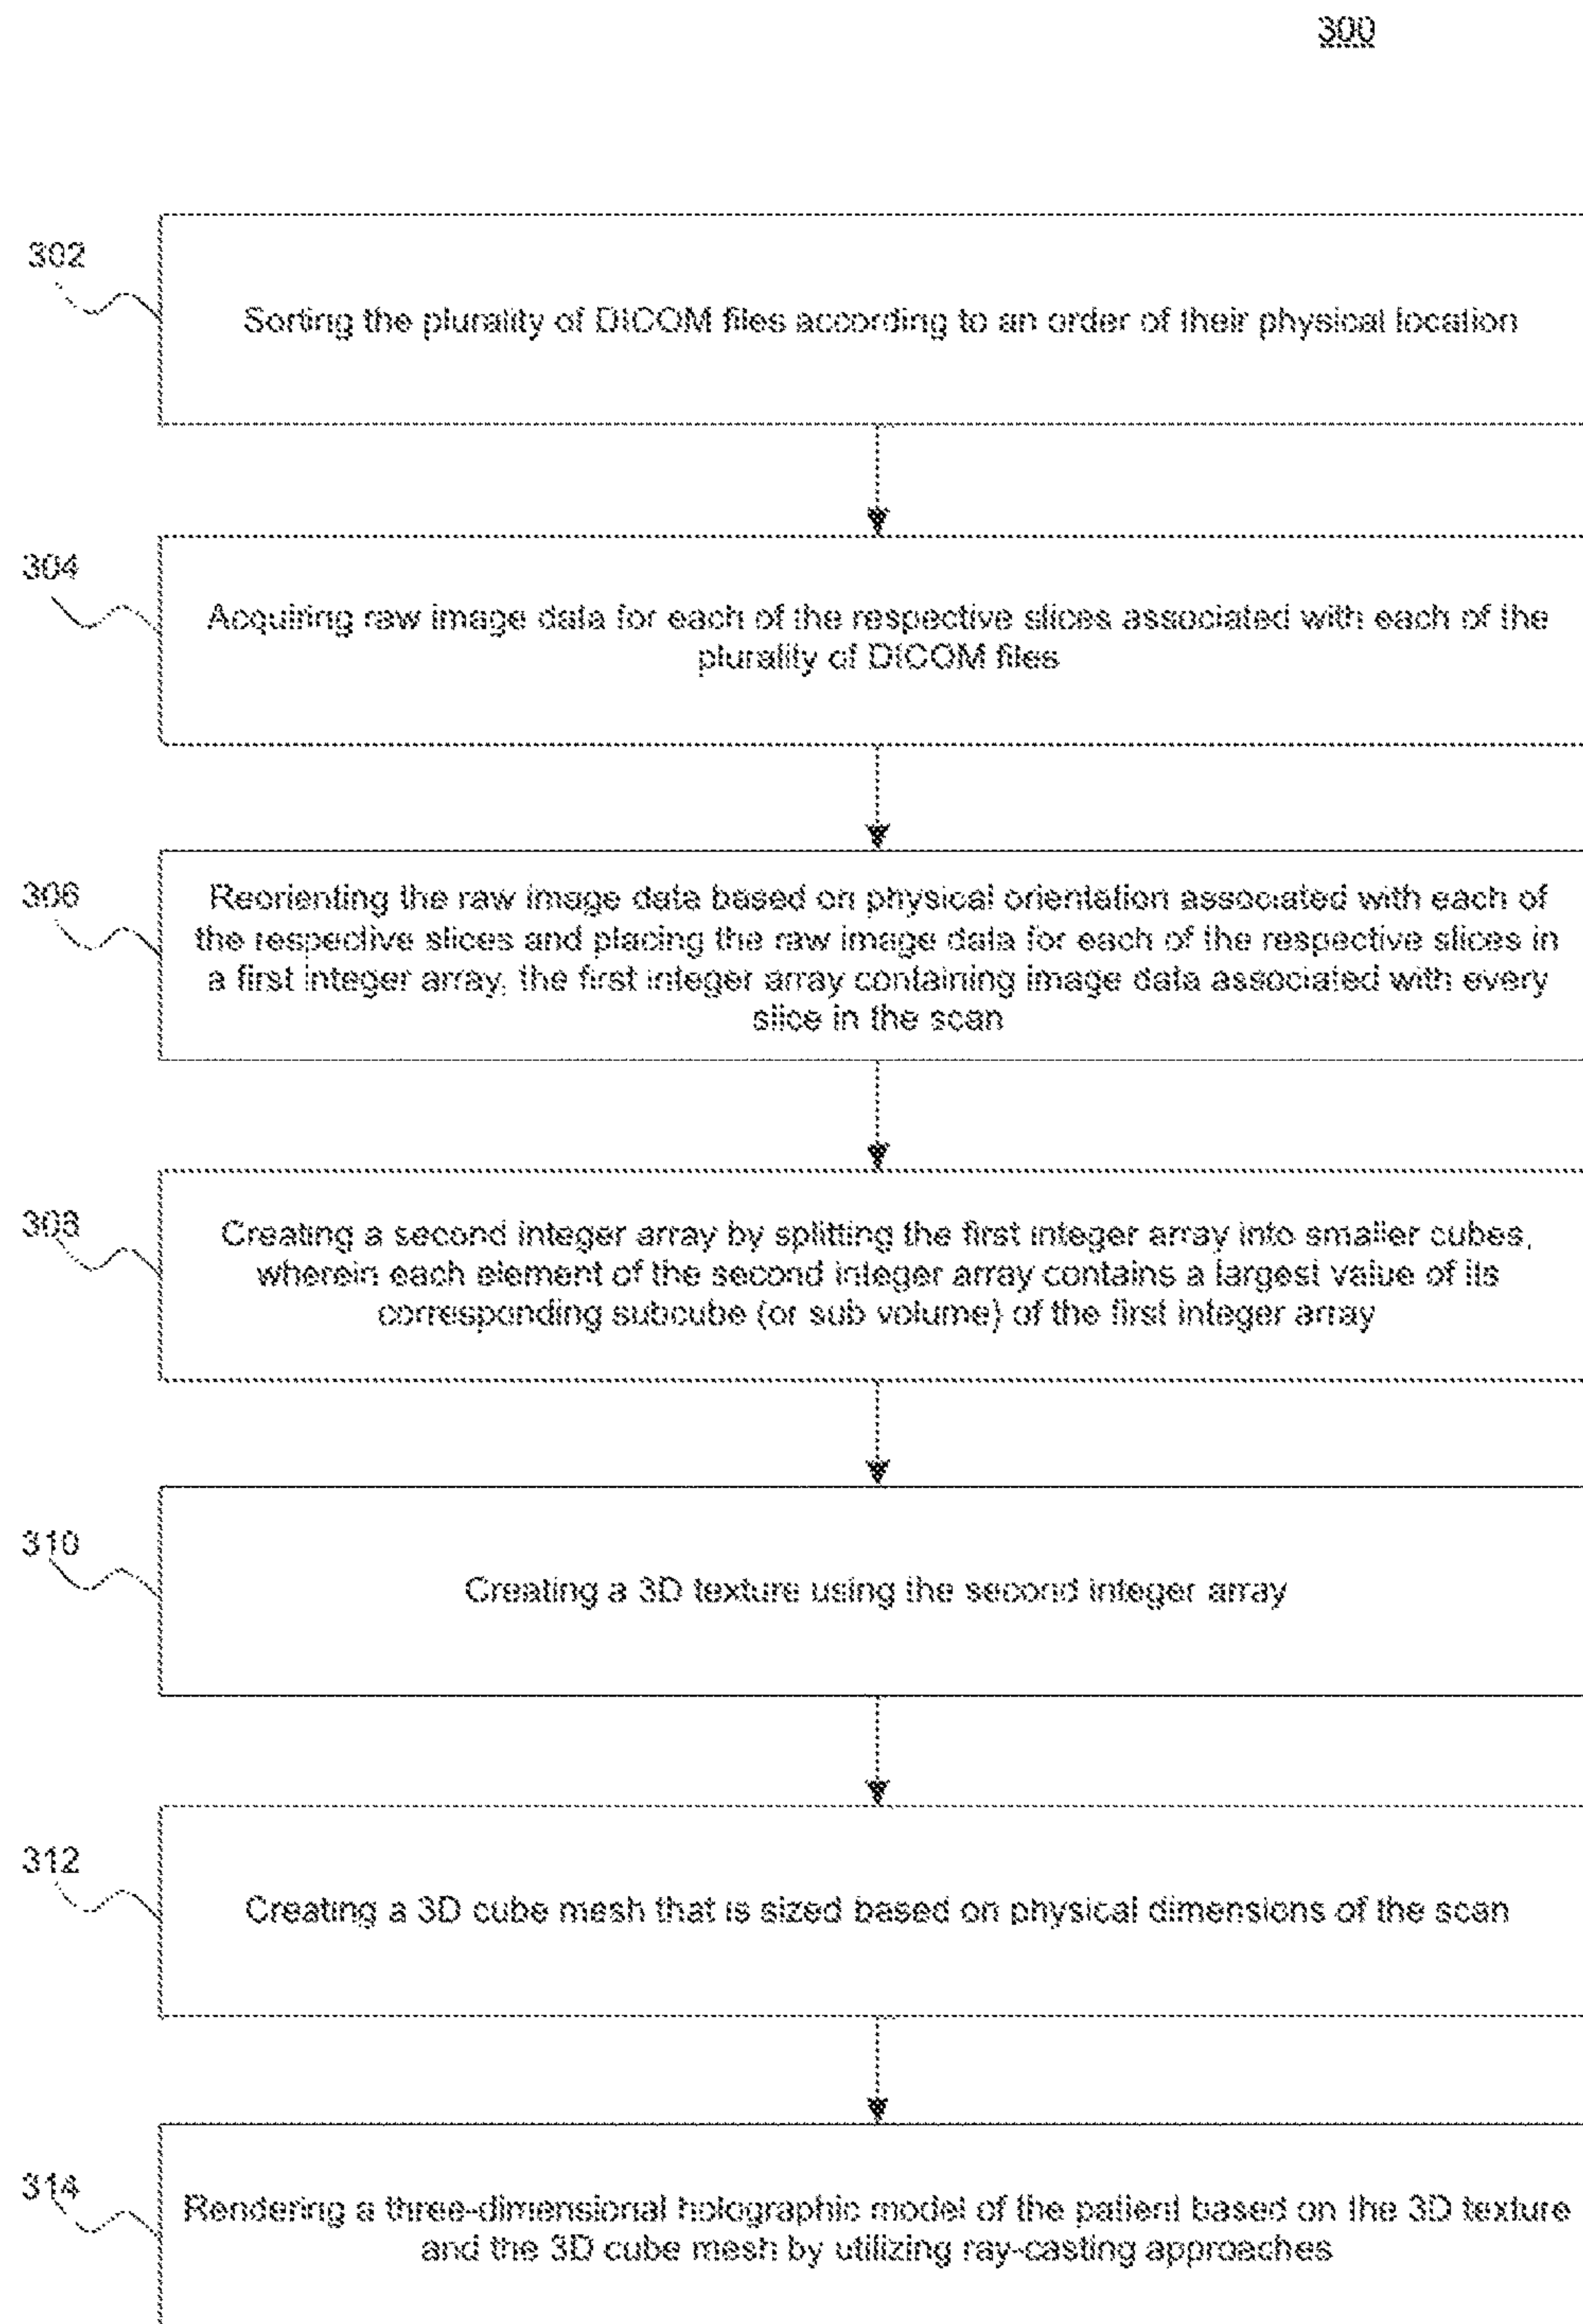 300
302
Sorting the plurality of DICOM files according to an order of their physical location
304
Acquiring raw image data for each of the respective slices associated with each of the
plurality of DICOM files
306
Reorienting the raw image data based on physical orientation associated with each of
the respective slices and placing the raw image data for each of the respective slices in
a first integer array, the first integer array containing image data associated with every
slice in the scan
308
Creating a second integer array by splitting the first integer array into smaller cubes,
wherein each element of the second integer array contains a largest value of its
corresponding subcube (or sub volume) of the first integer array
310
Creating a 3D texture using the second integer array
312
Creating a 3D cube mesh that is sized based on physical dimensions of the scan
314
Rendering a three-dimensional holographic model of the patient based on the 3D texture
and the 3D cube mesh by utilizing ray-casting approaches